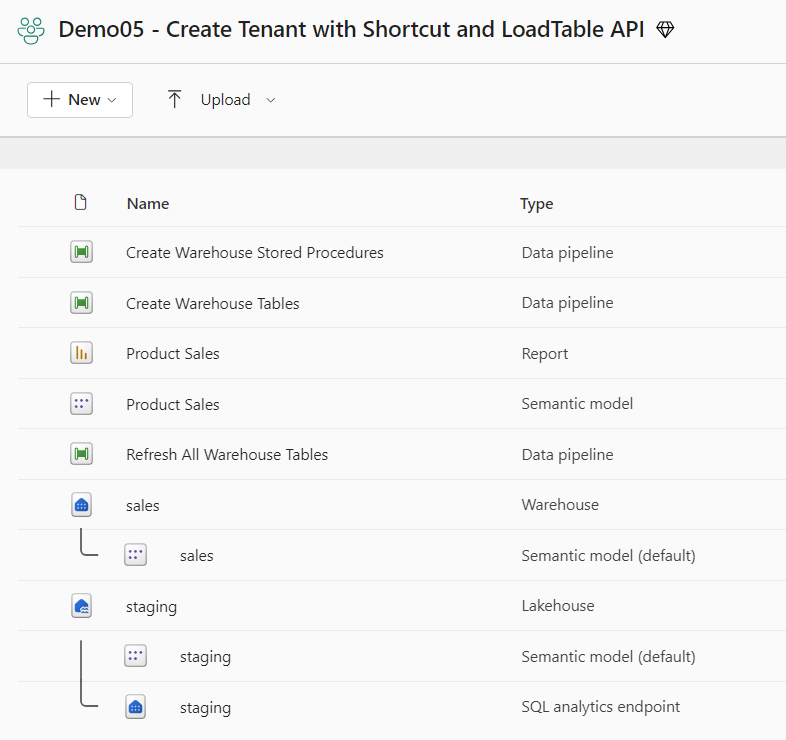 Demo05 - Create Tenant with Shortcut and LoadTable API
New Upload
Name Type
Create Warehouse Stored Procedures Data pipeline
Create Warehouse Tables Data pipeline
Product Sales Report
Product Sales Semantic model
Refresh All Warehouse Tables Data pipeline
sales Warehouse
sales Semantic model (default)
staging Lakehouse
staging Semantic model (default)
staging SQL analytics endpoint